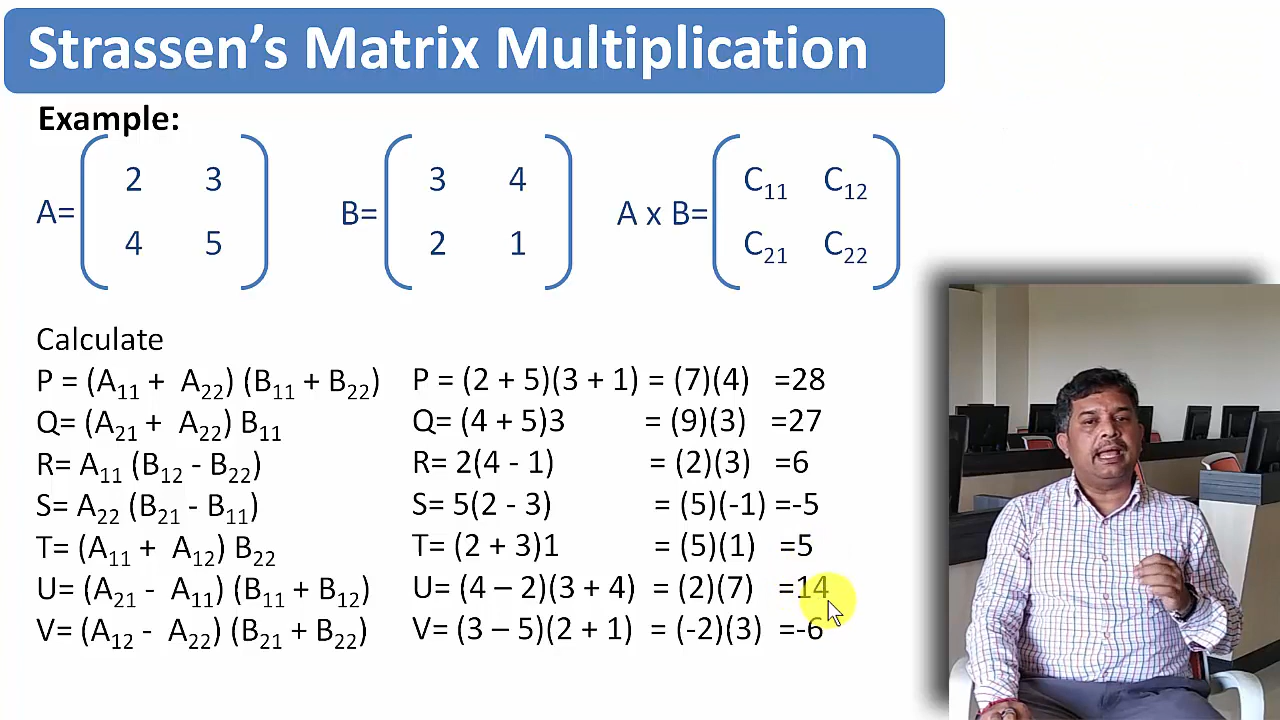 Strassen’s Matrix Multiplication
Example:
A= 2 3 4 5
B= 3 4 2 1
A x B= C11 C12 C21 C22
Calculate
P = (A11 + A22) (B11 + B22) P = (2 + 5)(3 + 1) = (7)(4) =28
Q= (A21 + A22) B11 Q= (4 + 5)3 = (9)(3) =27
R= A11 (B12 - B22) R= 2(4 - 1) = (2)(3) =6
S= A22 (B21 - B11) S= 5(2 - 3) = (5)(-1) =-5
T= (A11 + A12) B22 T= (2 + 3)1 = (5)(1) =5
U= (A21 - A11) (B11 + B12) U= (4 – 2)(3 + 4) = (2)(7) =14
V= (A12 - A22) (B21 + B22) V= (3 – 5)(2 + 1) = (-2)(3) =-6